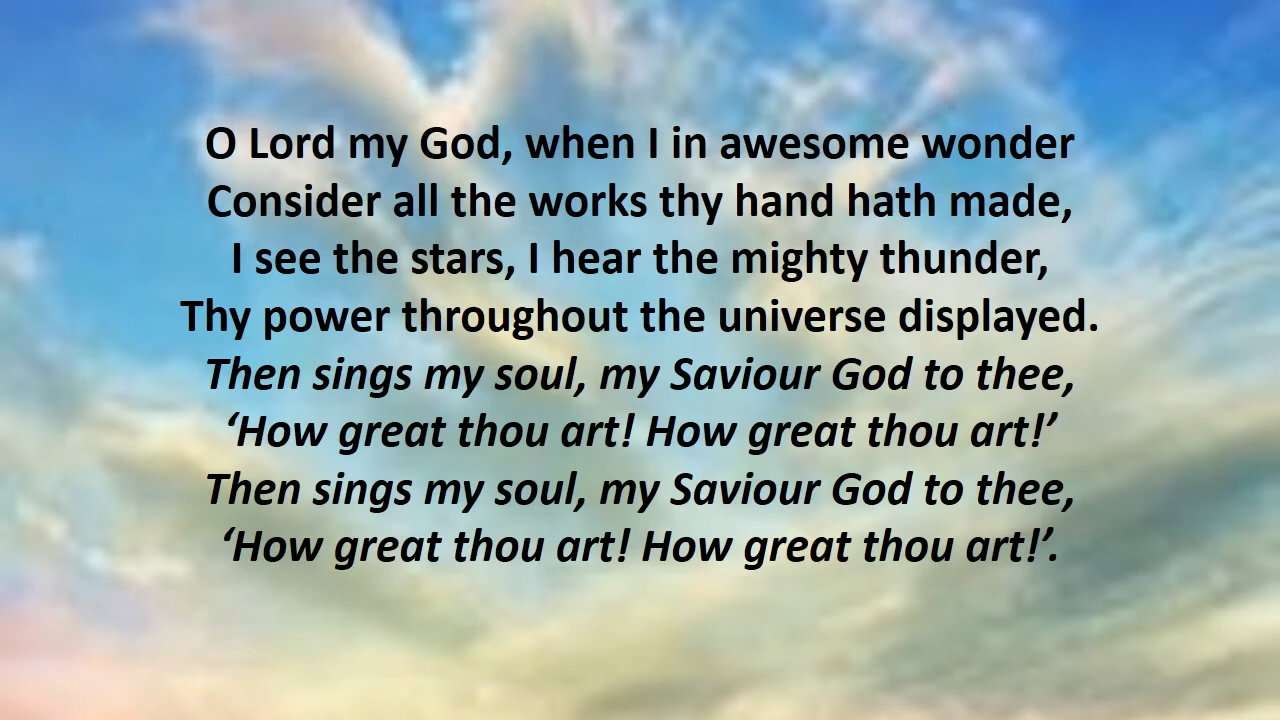 O Lord my God, when I in awesome wonder
Consider all the works thy hand hath made,
I see the stars, I hear the mighty thunder,
Thy power throughout the universe displayed.
Then sings my soul, my Saviour God to thee,
‘How great thou art! How great thou art!’
Then sings my soul, my Saviour God to thee,
‘How great thou art! How great thou art!’.